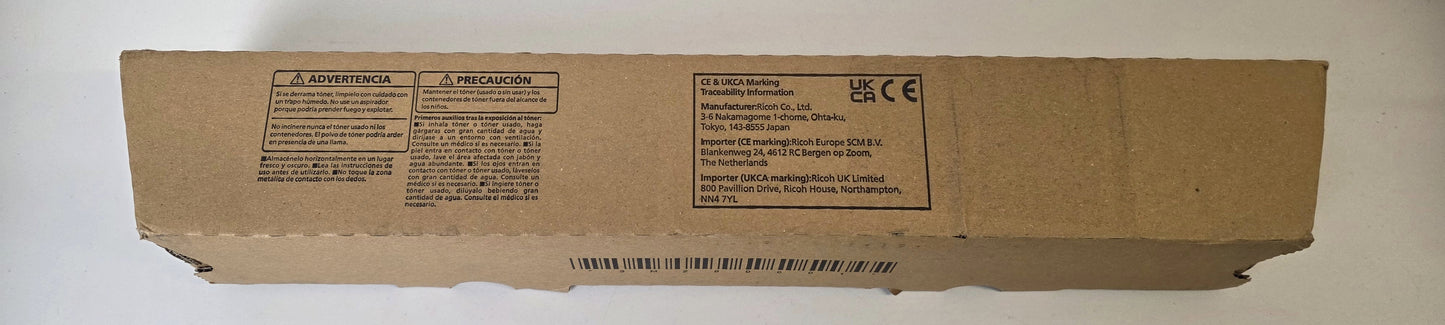 ADVERTENCIA
Si se derrama tóner, límpielo con cuidado con
un trapo húmedo. No use un aspirador
porque podría prender fuego y explotar.
No incinere nunca el tóner usado ni los
contenedores. El polvo de tóner podría arder
en presencia de una llama.
■Almacénelo horizontalmente en un lugar
fresco y oscuro. ■Lea las instrucciones de
uso antes de utilizarlo. ■No toque la zona
metálica de contacto con los dedos.
PRECAUCIÓN
Mantener el tóner (usado o sin usar) y los
contenedores de tóner fuera del alcance de
los niños.
Primeros auxilios tras la exposición al tóner:
■Si inhala tóner o tóner usado, haga
gárgaras con gran cantidad de agua y
diríjase a un entorno con ventilación.
Consulte un médico si es necesario. ■Si la
piel entra en contacto con tóner o tóner
usado, lave el área afectada con jabón y
agua abundante. ■Si los ojos entran en
contacto con tóner o tóner usado, láveselos
con gran cantidad de agua. Consulte un
médico si es necesario. ■Si ingiere tóner o
tóner usado, dilúyalo bebiendo gran
cantidad de agua. Consulte el médico si es
necesario.
CE & UKCA Marking
Traceability Information
UK
CA CE
Manufacturer:Ricoh Co., Ltd.
3-6 Nakamagome 1-chome, Ohta-ku,
Tokyo, 143-8555 Japan
Importer (CE marking):Ricoh Europe SCM B.V.
Blankenweg 24, 4612 RC Bergen op Zoom,
The Netherlands
Importer (UKCA marking):Ricoh UK Limited
800 Pavillion Drive, Ricoh House, Northampton,
NN4 7YL